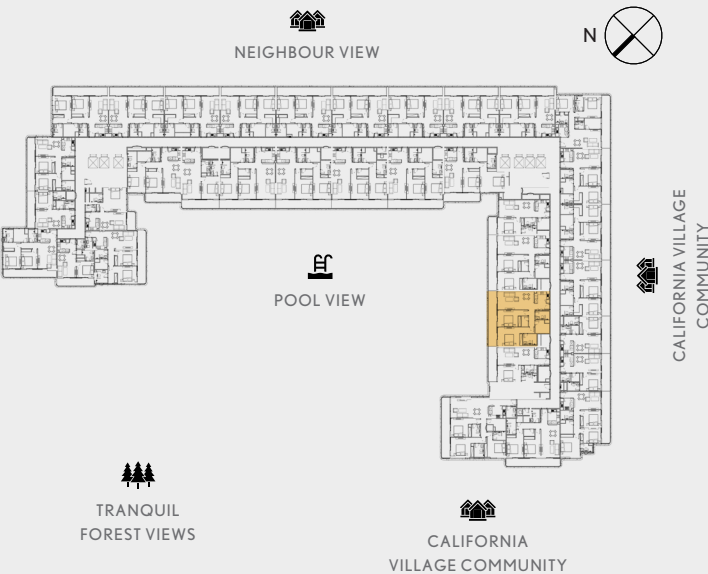 N
NEIGHBOUR VIEW
CALIFORNIA VILLAGE
COMMUNITY
POOL VIEW
TRANQUIL
FOREST VIEWS
CALIFORNIA
VILLAGE COMMUNITY